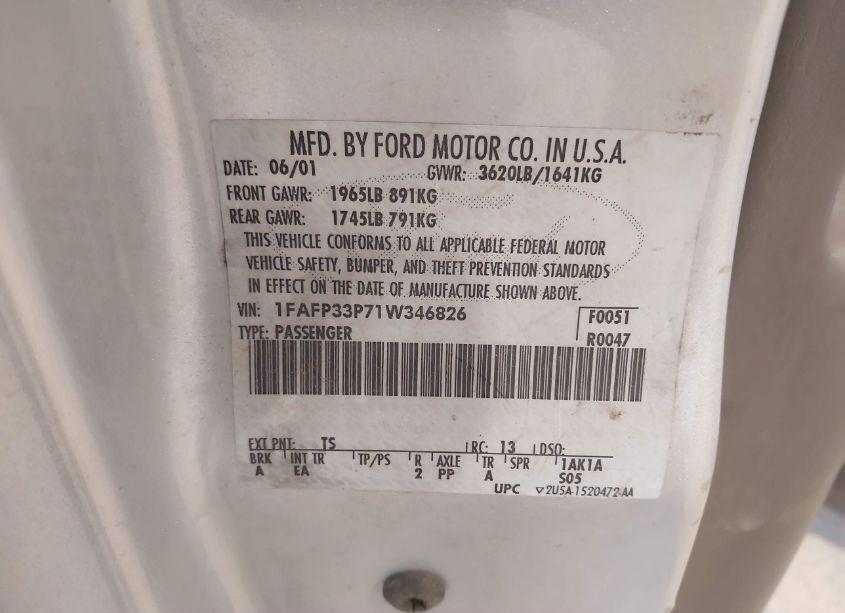 MFD. BY FORD MOTOR CO. IN U.S.A.
DATE: 06/01 GVWR: 3620LB/1641KG
FRONT GAWR: 1965LB 891KG
REAR GAWR: 1745LB 791KG
THIS VEHICLE CONFORMS TO ALL APPLICABLE FEDERAL MOTOR
VEHICLE SAFETY, BUMPER, AND THEFT PREVENTION STANDARDS
IN EFFECT ON THE DATE OF MANUFACTURE SHOWN ABOVE.
VIN: 1FAFP33P71W346826 F0051
TYPE: PASSENGER R0047
EXT PNT: TS RC: 13 DSO:
BRK INT TR TP/PS R AXLE TR SPR 1AK1A
A EA 2 PP A S05
UPC ▽2U5A-1520472-AA